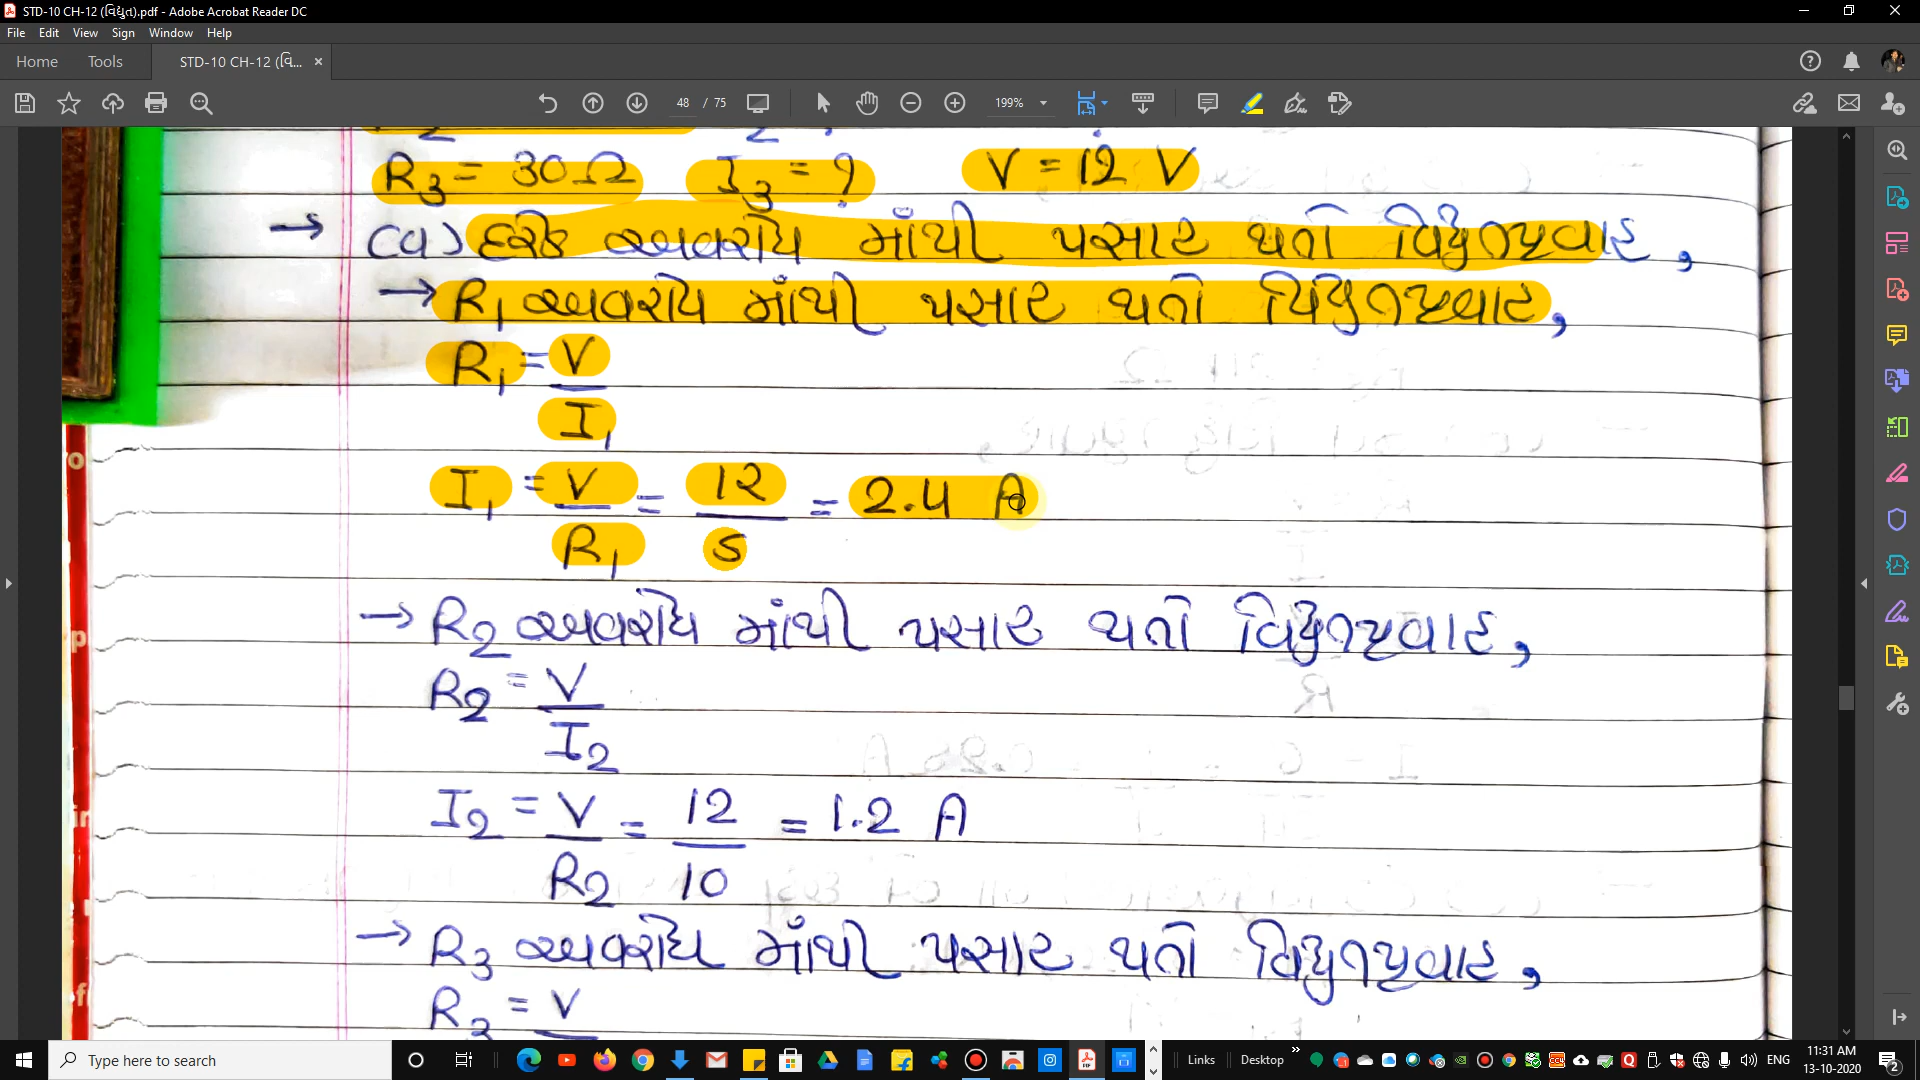 STD-10 CH-12 (વિદ્યુત).pdf - Adobe Acrobat Reader DC
File Edit View Sign Window Help
Home Tools STD-10 CH-12 (વિ... ×
48 / 75 199%
R3 = 30Ω I3 = ? V = 12 V
→ (a) દરેક અવરોધ માંથી પસાર થતો વિદ્યુતપ્રવાહ,
→ R1 અવરોધ માંથી પસાર થતો વિદ્યુતપ્રવાહ,
R1 = V
I1
I1 = V = 12 = 2.4 A
R1 5
→ R2 અવરોધ માંથી પસાર થતો વિદ્યુતપ્રવાહ,
R2 = V
I2
I2 = V = 12 = 1.2 A
R2 10
→ R3 અવરોધ માંથી પસાર થતો વિદ્યુતપ્રવાહ,
R3 = V
Type here to search
Links Desktop » ENG 11:31 AM
13-10-2020 2